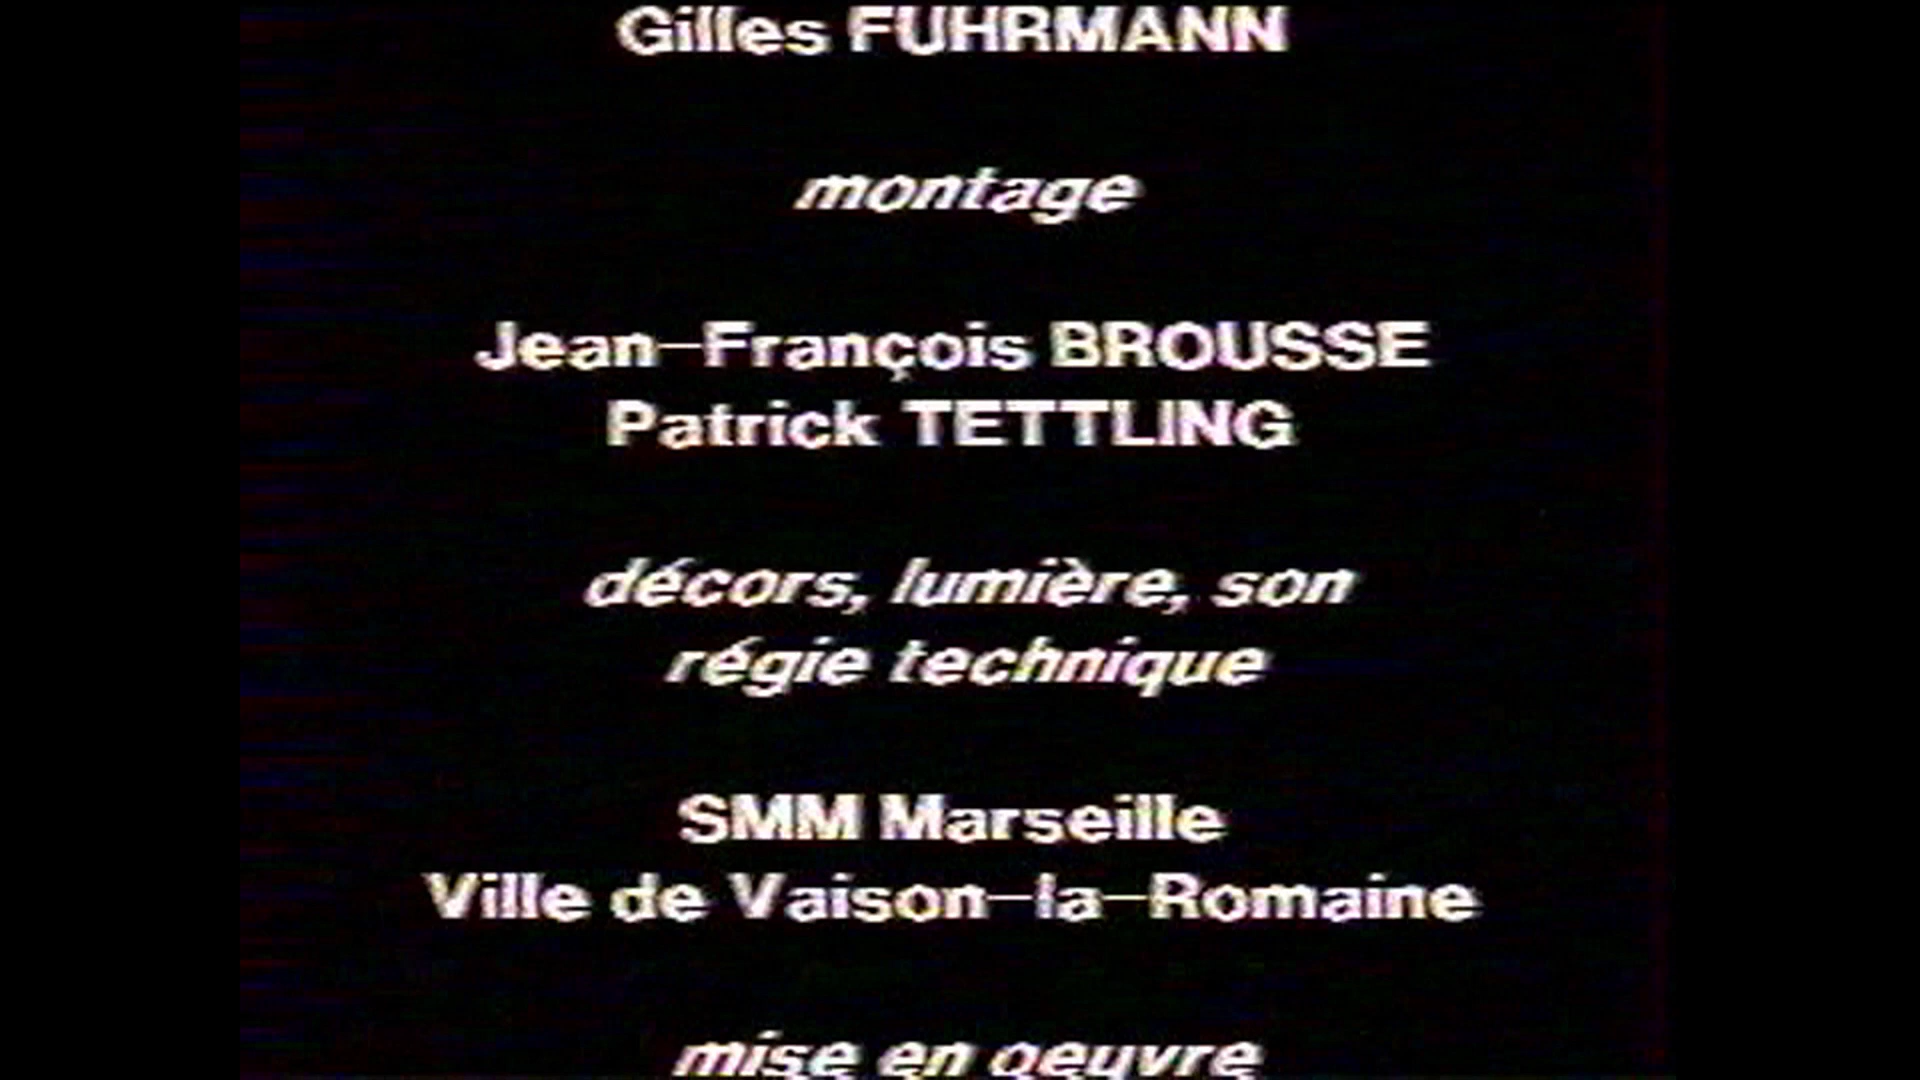 Gilles FUHRMANN
montage
Jean-François BROUSSE
Patrick TETTLING
décors, lumière, son
régie technique
SMM Marseille
Ville de Vaison-la-Romaine
mise en oeuvre